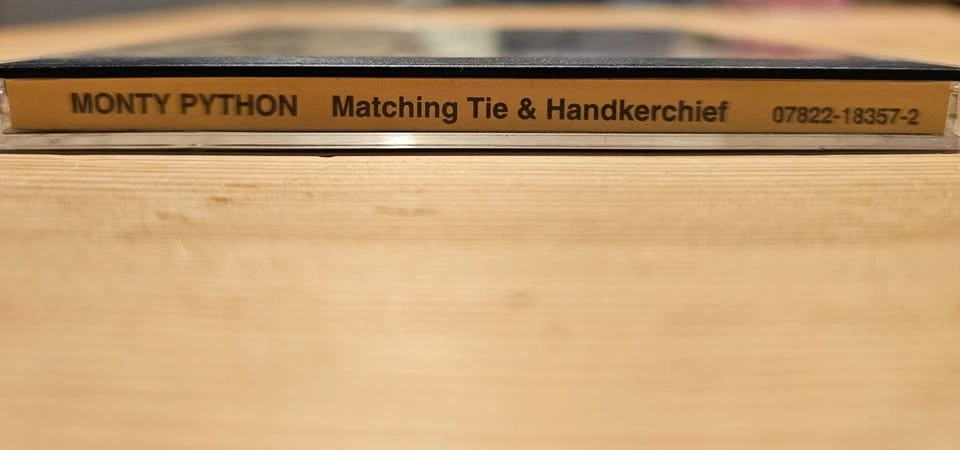 MONTY PYTHON Matching Tie & Handkerchief 07822-18357-2